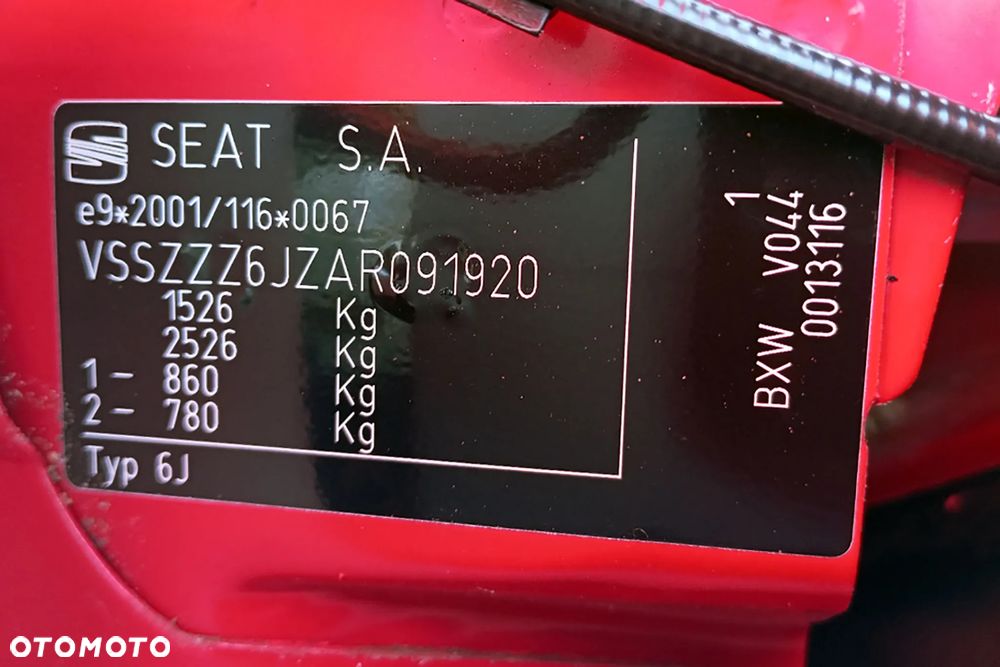 SEAT S.A.
e9*2001/116*0067
VSSZZZ6JZAR091920
1526 Kg
2526 Kg
1- 860 Kg
2- 780 Kg
Typ 6J
BXW V044 1
0013116
OTOMOTO